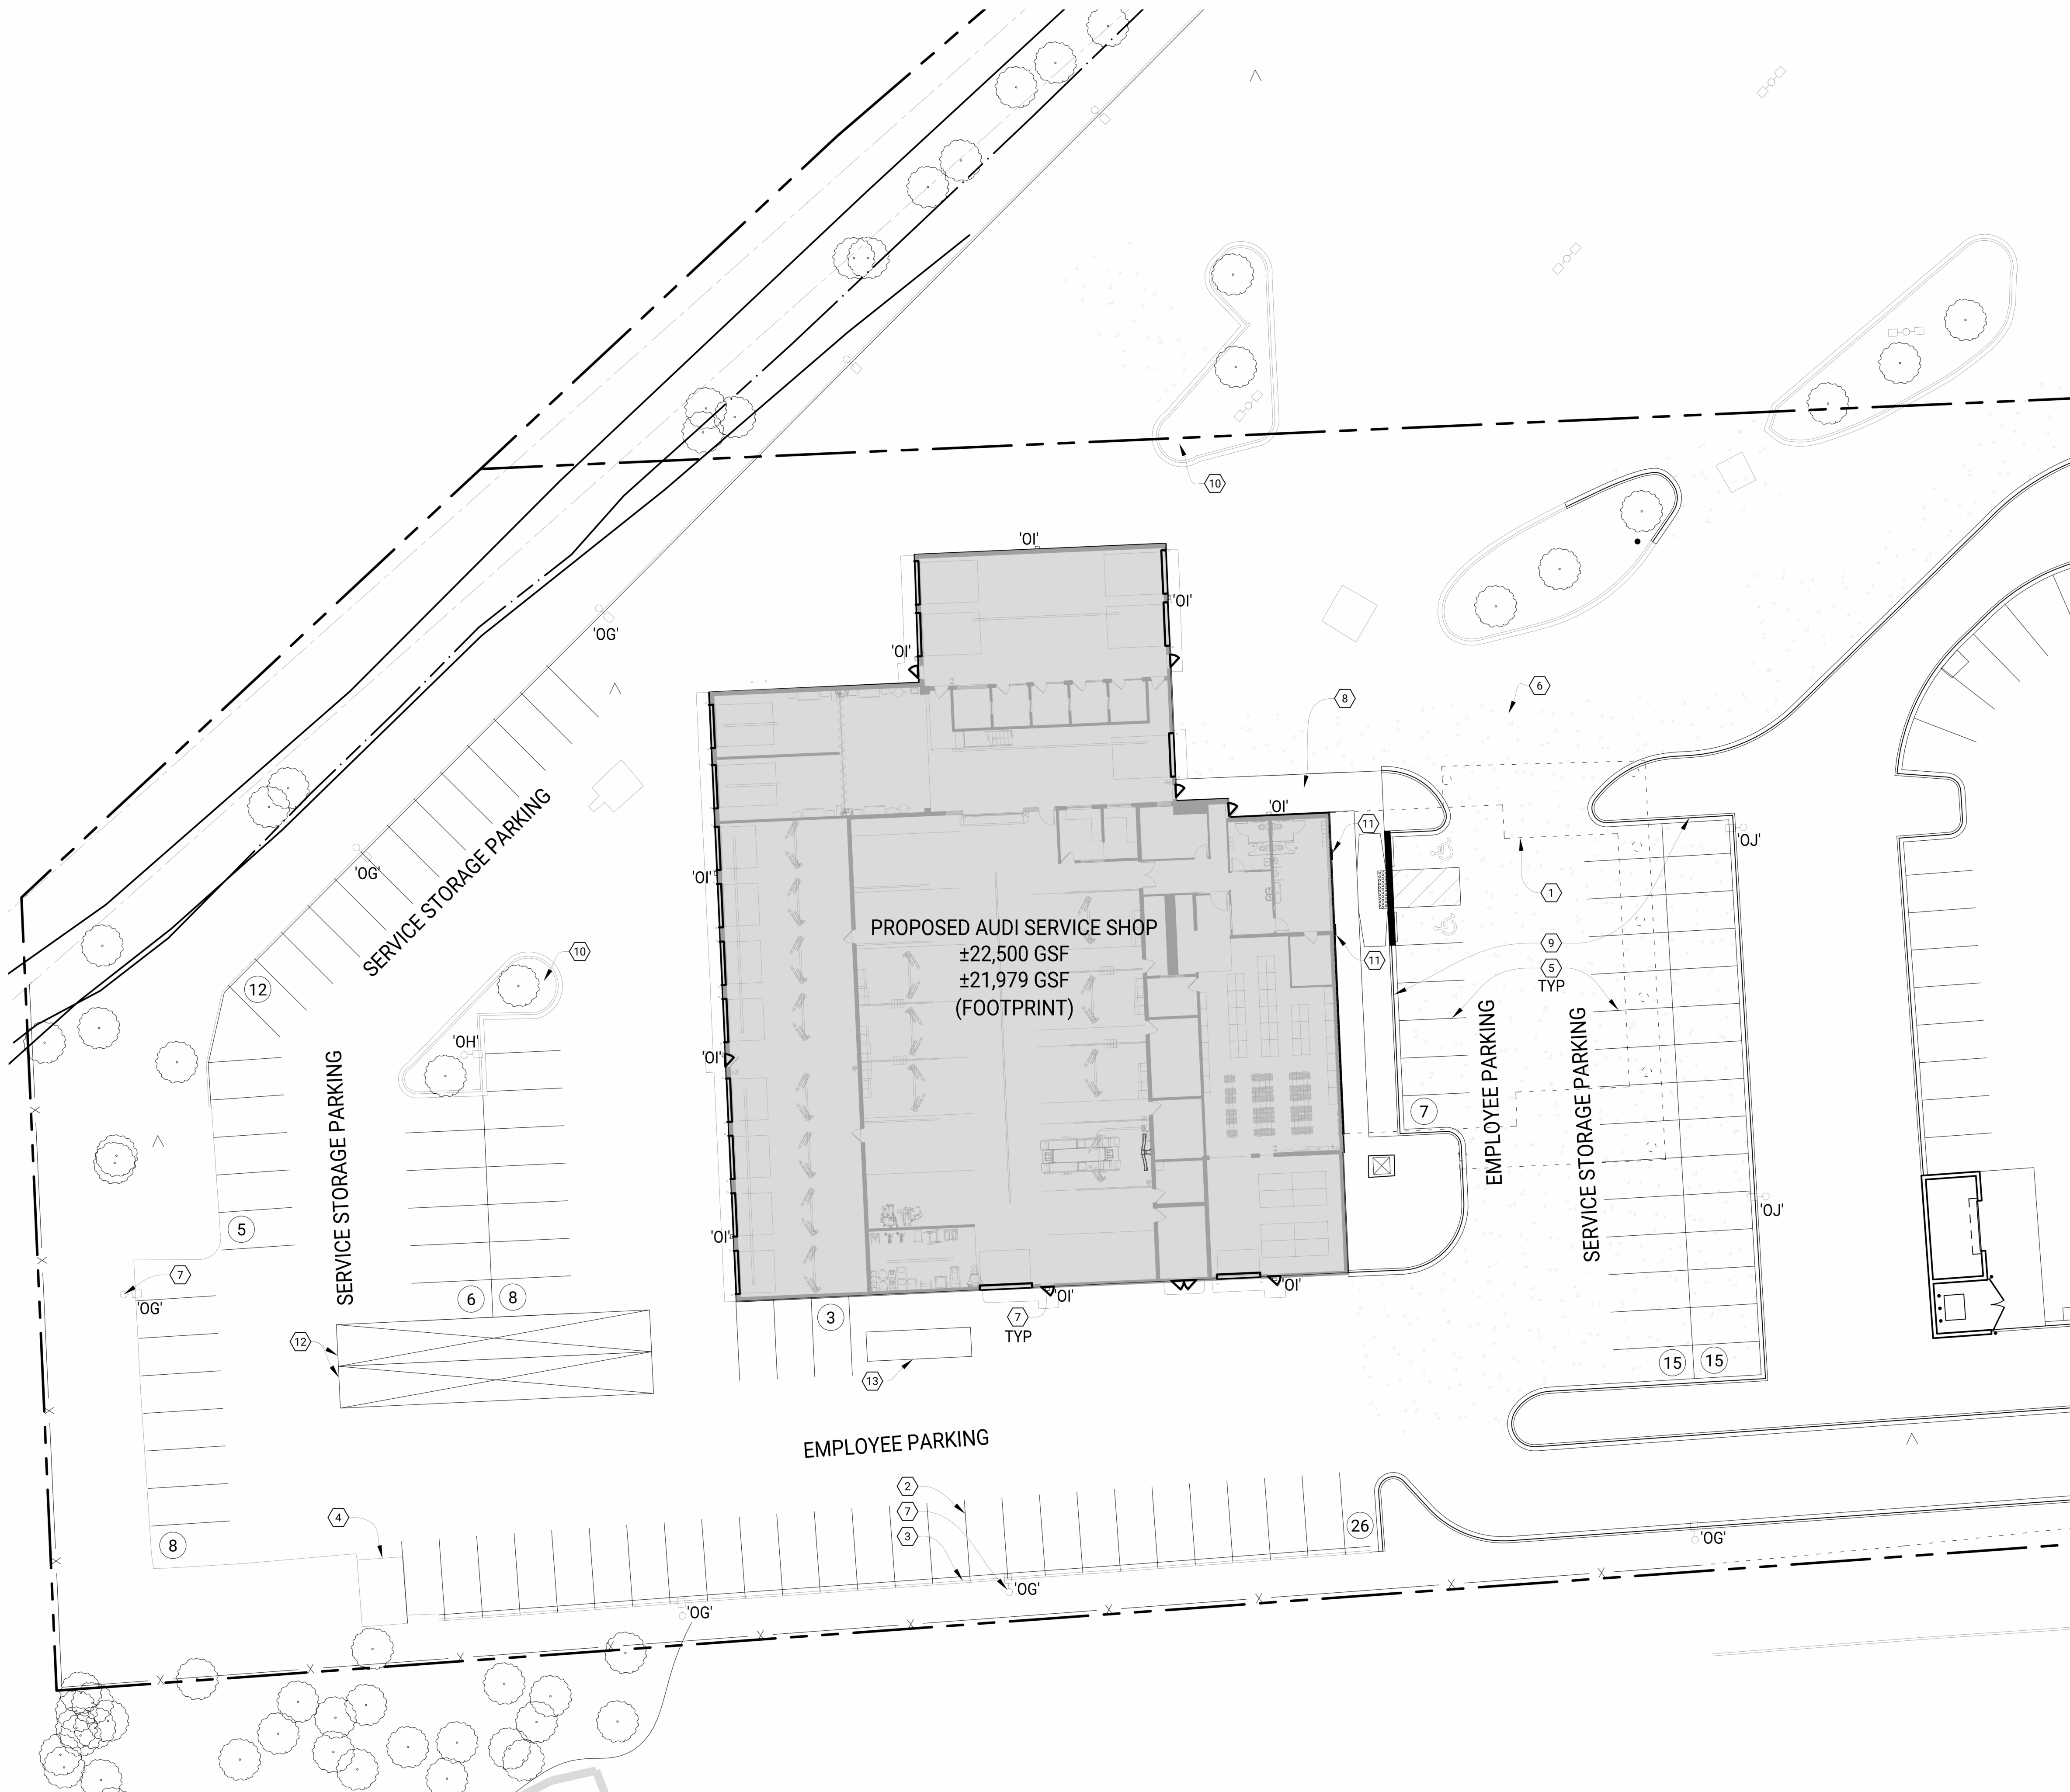 10
'OI'
'OI'
'OG'
'OI'
6
8
SERVICE STORAGE PARKING
'OI'
11
'OJ'
'OG'
'OI'
1
PROPOSED AUDI SERVICE SHOP
±22,500 GSF
±21,979 GSF
(FOOTPRINT)
9
10
11
5
TYP
12
'OH'
'OI'
EMPLOYEE PARKING
SERVICE STORAGE PARKING
SERVICE STORAGE PARKING
7
'OJ'
5
'OI'
7
'OG'
6
8
'OI'
'OI'
3
7
TYP
12
15
15
13
EMPLOYEE PARKING
2
4
7
3
26
8
'OG'
'OG'
'OG'